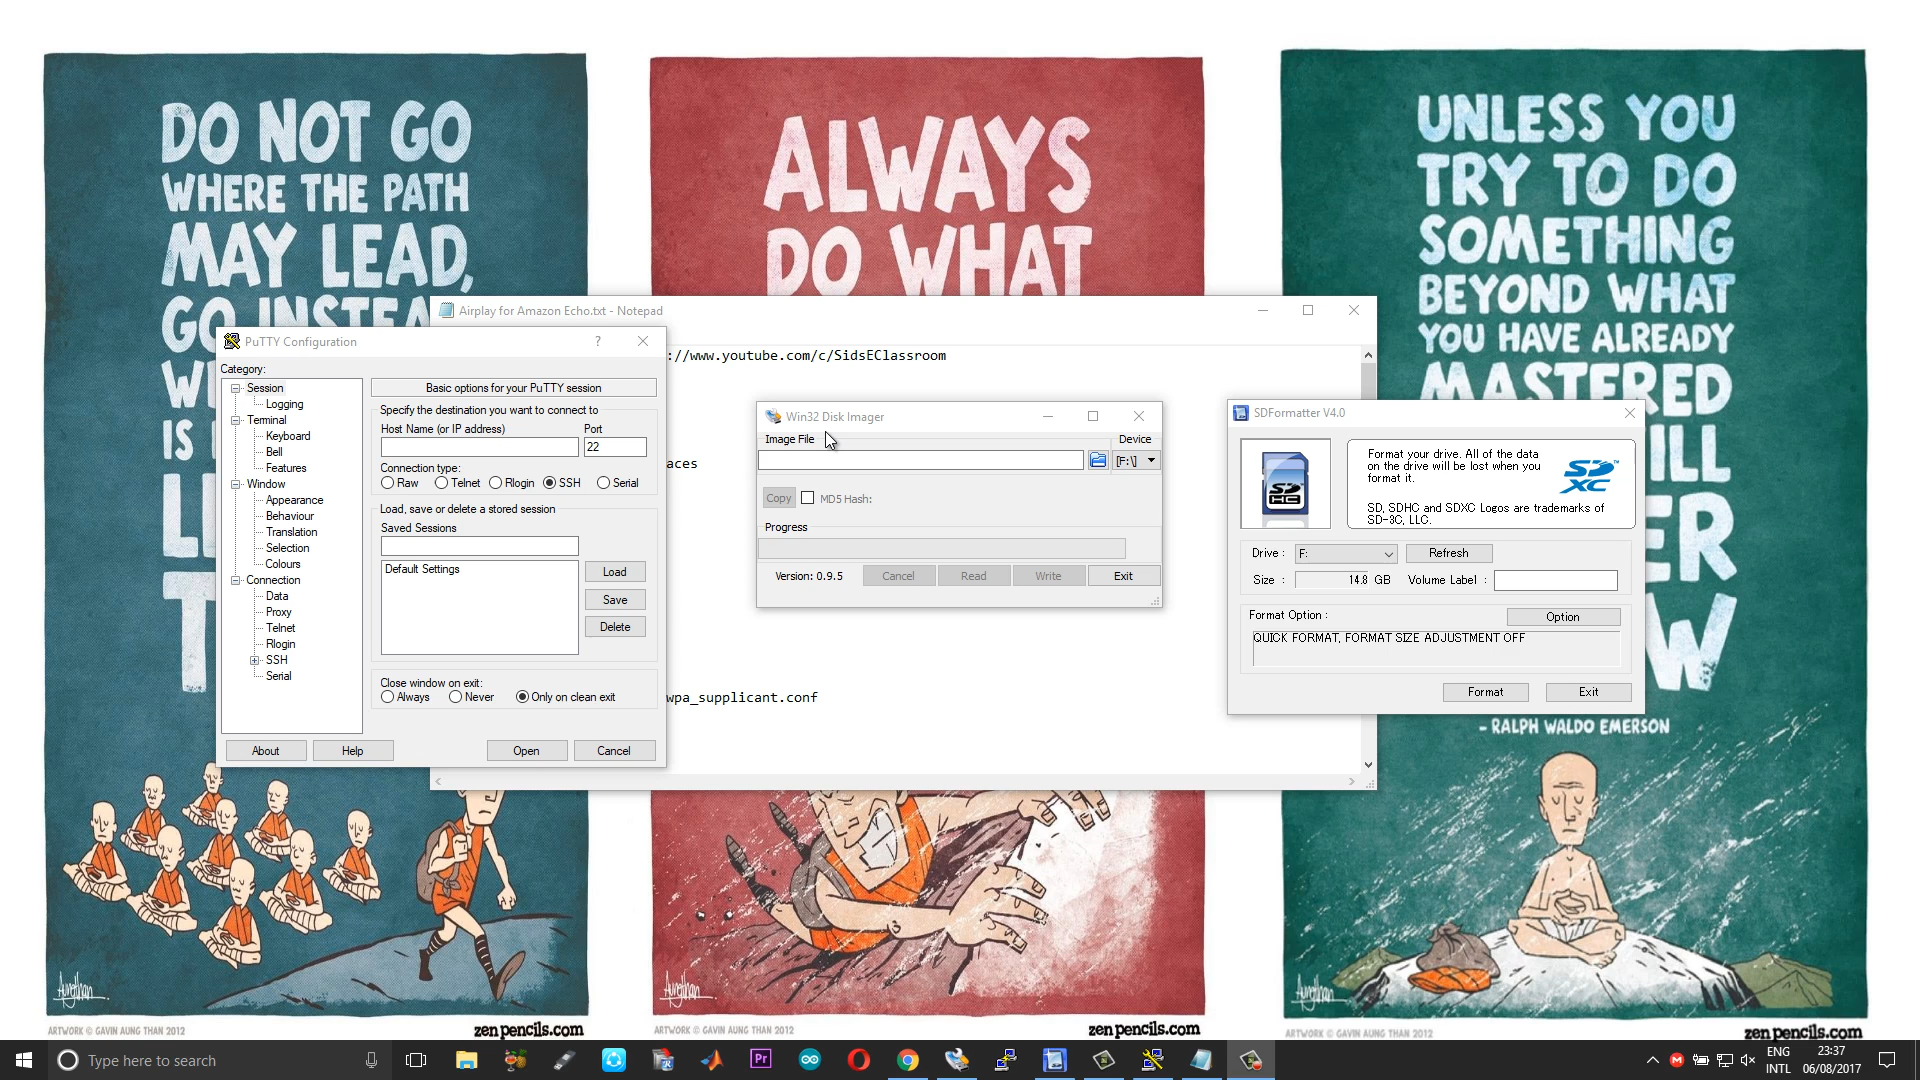 DO NOT GO
WHERE THE PATH
MAY LEAD,
ALWAYS
DO WHAT
UNLESS YOU
TRY TO DO
SOMETHING
BEYOND WHAT
YOU HAVE ALREADY
MASTERED
- RALPH WALDO EMERSON
Airplay for Amazon Echo.txt - Notepad
://www.youtube.com/c/SidsEClassroom
aces
wpa_supplicant.conf
PuTTY Configuration
?
Category:
Session
Logging
Terminal
Keyboard
Bell
Features
Window
Appearance
Behaviour
Translation
Selection
Colours
Connection
Data
Proxy
Telnet
Rlogin
SSH
Serial
Basic options for your PuTTY session
Specify the destination you want to connect to
Host Name (or IP address) Port
22
Connection type:
Raw Telnet Rlogin SSH Serial
Load, save or delete a stored session
Saved Sessions
Default Settings
Load
Save
Delete
Close window on exit:
Always Never Only on clean exit
About Help Open Cancel
Win32 Disk Imager
Image File Device
[F:\]
Copy MD5 Hash:
Progress
Version: 0.9.5 Cancel Read Write Exit
SDFormatter V4.0
SD
HC
Format your drive. All of the data
on the drive will be lost when you
format it.
SD, SDHC and SDXC Logos are trademarks of
SD-3C, LLC.
SD
XC
TM
Drive : F: Refresh
Size : 14.8 GB Volume Label :
Format Option :
Option
QUICK FORMAT, FORMAT SIZE ADJUSTMENT OFF
Format Exit
ARTWORK © GAVIN AUNG THAN 2012
zenpencils.com
ARTWORK © GAVIN AUNG THAN 2012
zenpencils.com
ARTWORK © GAVIN AUNG THAN 2012
zenpencils.com
Type here to search
Pr
ENG
INTL
23:37
06/08/2017